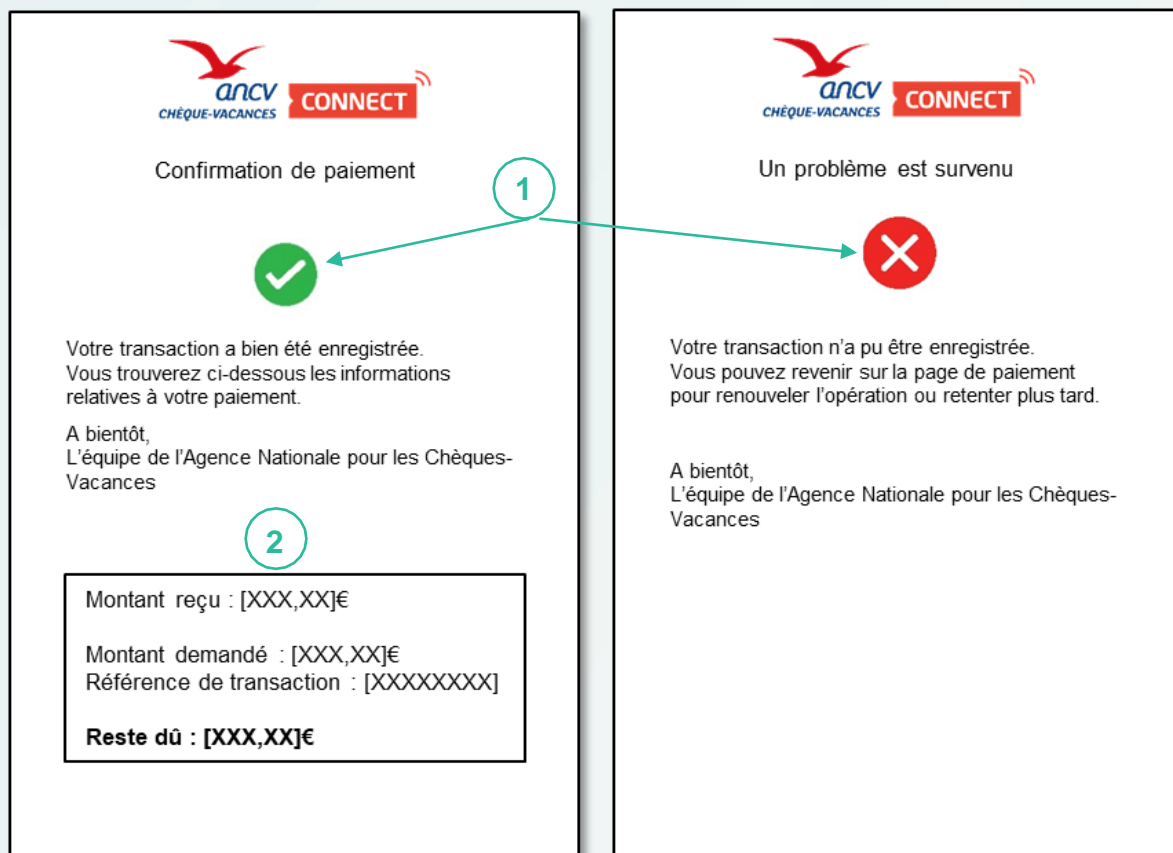 ancv
CHÈQUE-VACANCES CONNECT
Confirmation de paiement
1
Votre transaction a bien été enregistrée.
Vous trouverez ci-dessous les informations
relatives à votre paiement.
A bientôt,
L'équipe de l'Agence Nationale pour les Chèques-
Vacances
2
Montant reçu : [XXX,XX]€
Montant demandé : [XXX,XX]€
Référence de transaction : [XXXXXXXX]
Reste dû : [XXX,XX]€
ancv
CHÈQUE-VACANCES CONNECT
Un problème est survenu
Votre transaction n’a pu être enregistrée.
Vous pouvez revenir sur la page de paiement
pour renouveler l’opération ou retenter plus tard.
A bientôt,
L'équipe de l'Agence Nationale pour les Chèques-
Vacances